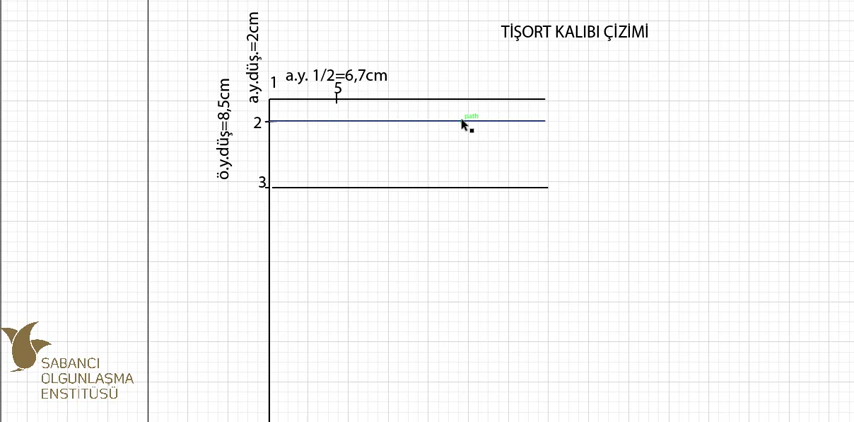 TİŞORT KALIBI ÇİZİMİ
a.y.düş.=2cm
1 a.y. 1/2=6,7cm
5
ö.y.düş=8,5cm
2
path
3
SABANCI
OLGUNLAŞMA
ENSTİTÜSÜ